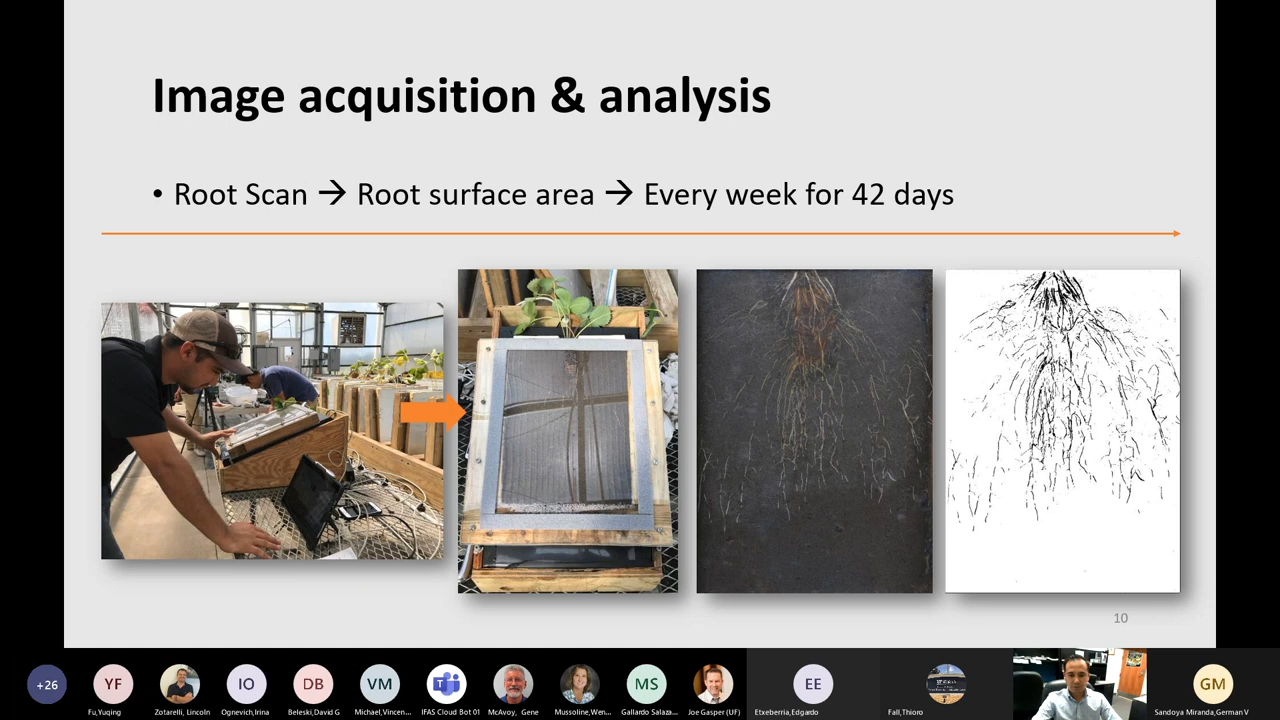 Image acquisition & analysis
• Root Scan → Root surface area → Every week for 42 days
10
+26
YF
IO
DB
VM
MS
EE
GM
Fu,Yuqing
Zotarelli, Lincoln
Ognevich,Irina
Beleski,David G
Michael,Vincen...
IFAS Cloud Bot 01
McAvoy, Gene
Mussoline,Wen...
Gallardo Salaza...
Joe Gasper (UF)
Etxeberria,Edgardo
Fall,Thioro
Sandoya Miranda,German V